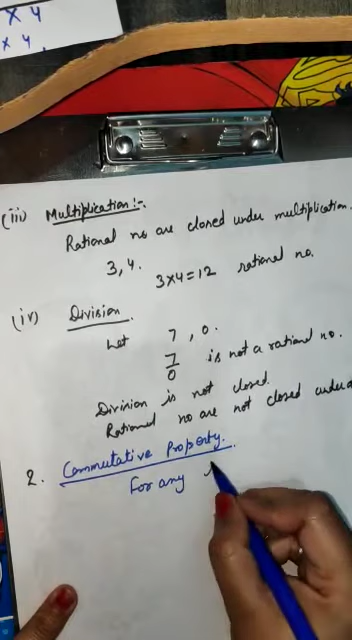 × 4
× 4.
(iii) Multiplication:-
Rational no are closed under multiplication.
3, 4.
3×4=12 rational no.
(iv) Division.
Let 7, 0.
7/0 is not a rational no.
Division is not closed.
Rational no are not closed under
2. Commutative Property.
For any